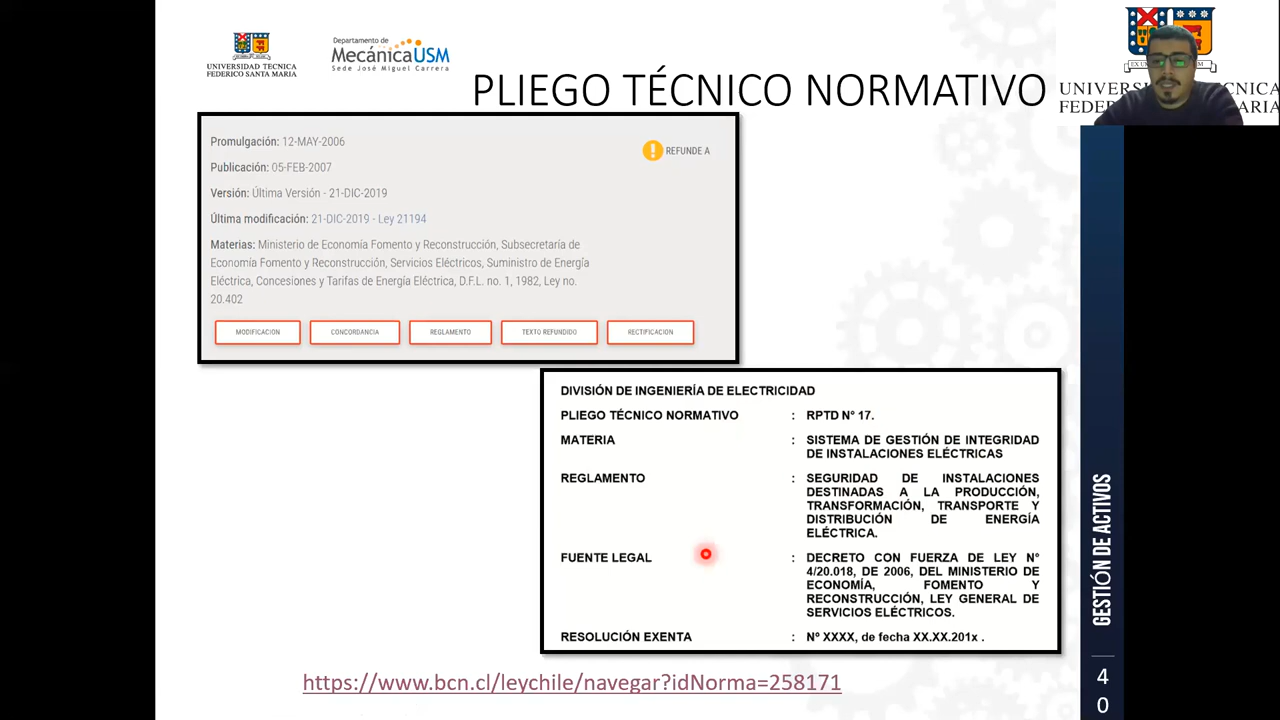 UNIVERSIDAD TECNICA
FEDERICO SANTA MARIA
Departamento de
MecánicaUSM
Sede José Miguel Carrera
PLIEGO TÉCNICO NORMATIVO
Promulgación: 12-MAY-2006
REFUNDE A
Publicación: 05-FEB-2007
Versión: Última Versión - 21-DIC-2019
Última modificación: 21-DIC-2019 - Ley 21194
Materias: Ministerio de Economía Fomento y Reconstrucción, Subsecretaría de
Economía Fomento y Reconstrucción, Servicios Eléctricos, Suministro de Energía
Eléctrica, Concesiones y Tarifas de Energía Eléctrica, D.F.L. no. 1, 1982, Ley no.
20.402
MODIFICACION CONCORDANCIA REGLAMENTO TEXTO REFUNDIDO RECTIFICACION
DIVISIÓN DE INGENIERÍA DE ELECTRICIDAD
PLIEGO TÉCNICO NORMATIVO : RPTD N° 17.
MATERIA : SISTEMA DE GESTIÓN DE INTEGRIDAD
DE INSTALACIONES ELÉCTRICAS
REGLAMENTO : SEGURIDAD DE INSTALACIONES
DESTINADAS A LA PRODUCCIÓN,
TRANSFORMACIÓN, TRANSPORTE Y
DISTRIBUCIÓN DE ENERGÍA
ELÉCTRICA.
FUENTE LEGAL : DECRETO CON FUERZA DE LEY N°
4/20.018, DE 2006, DEL MINISTERIO DE
ECONOMÍA, FOMENTO Y
RECONSTRUCCIÓN, LEY GENERAL DE
SERVICIOS ELÉCTRICOS.
RESOLUCIÓN EXENTA : Nº XXXX, de fecha XX.XX.201x .
https://www.bcn.cl/leychile/navegar?idNorma=258171
GESTIÓN DE ACTIVOS
4
0